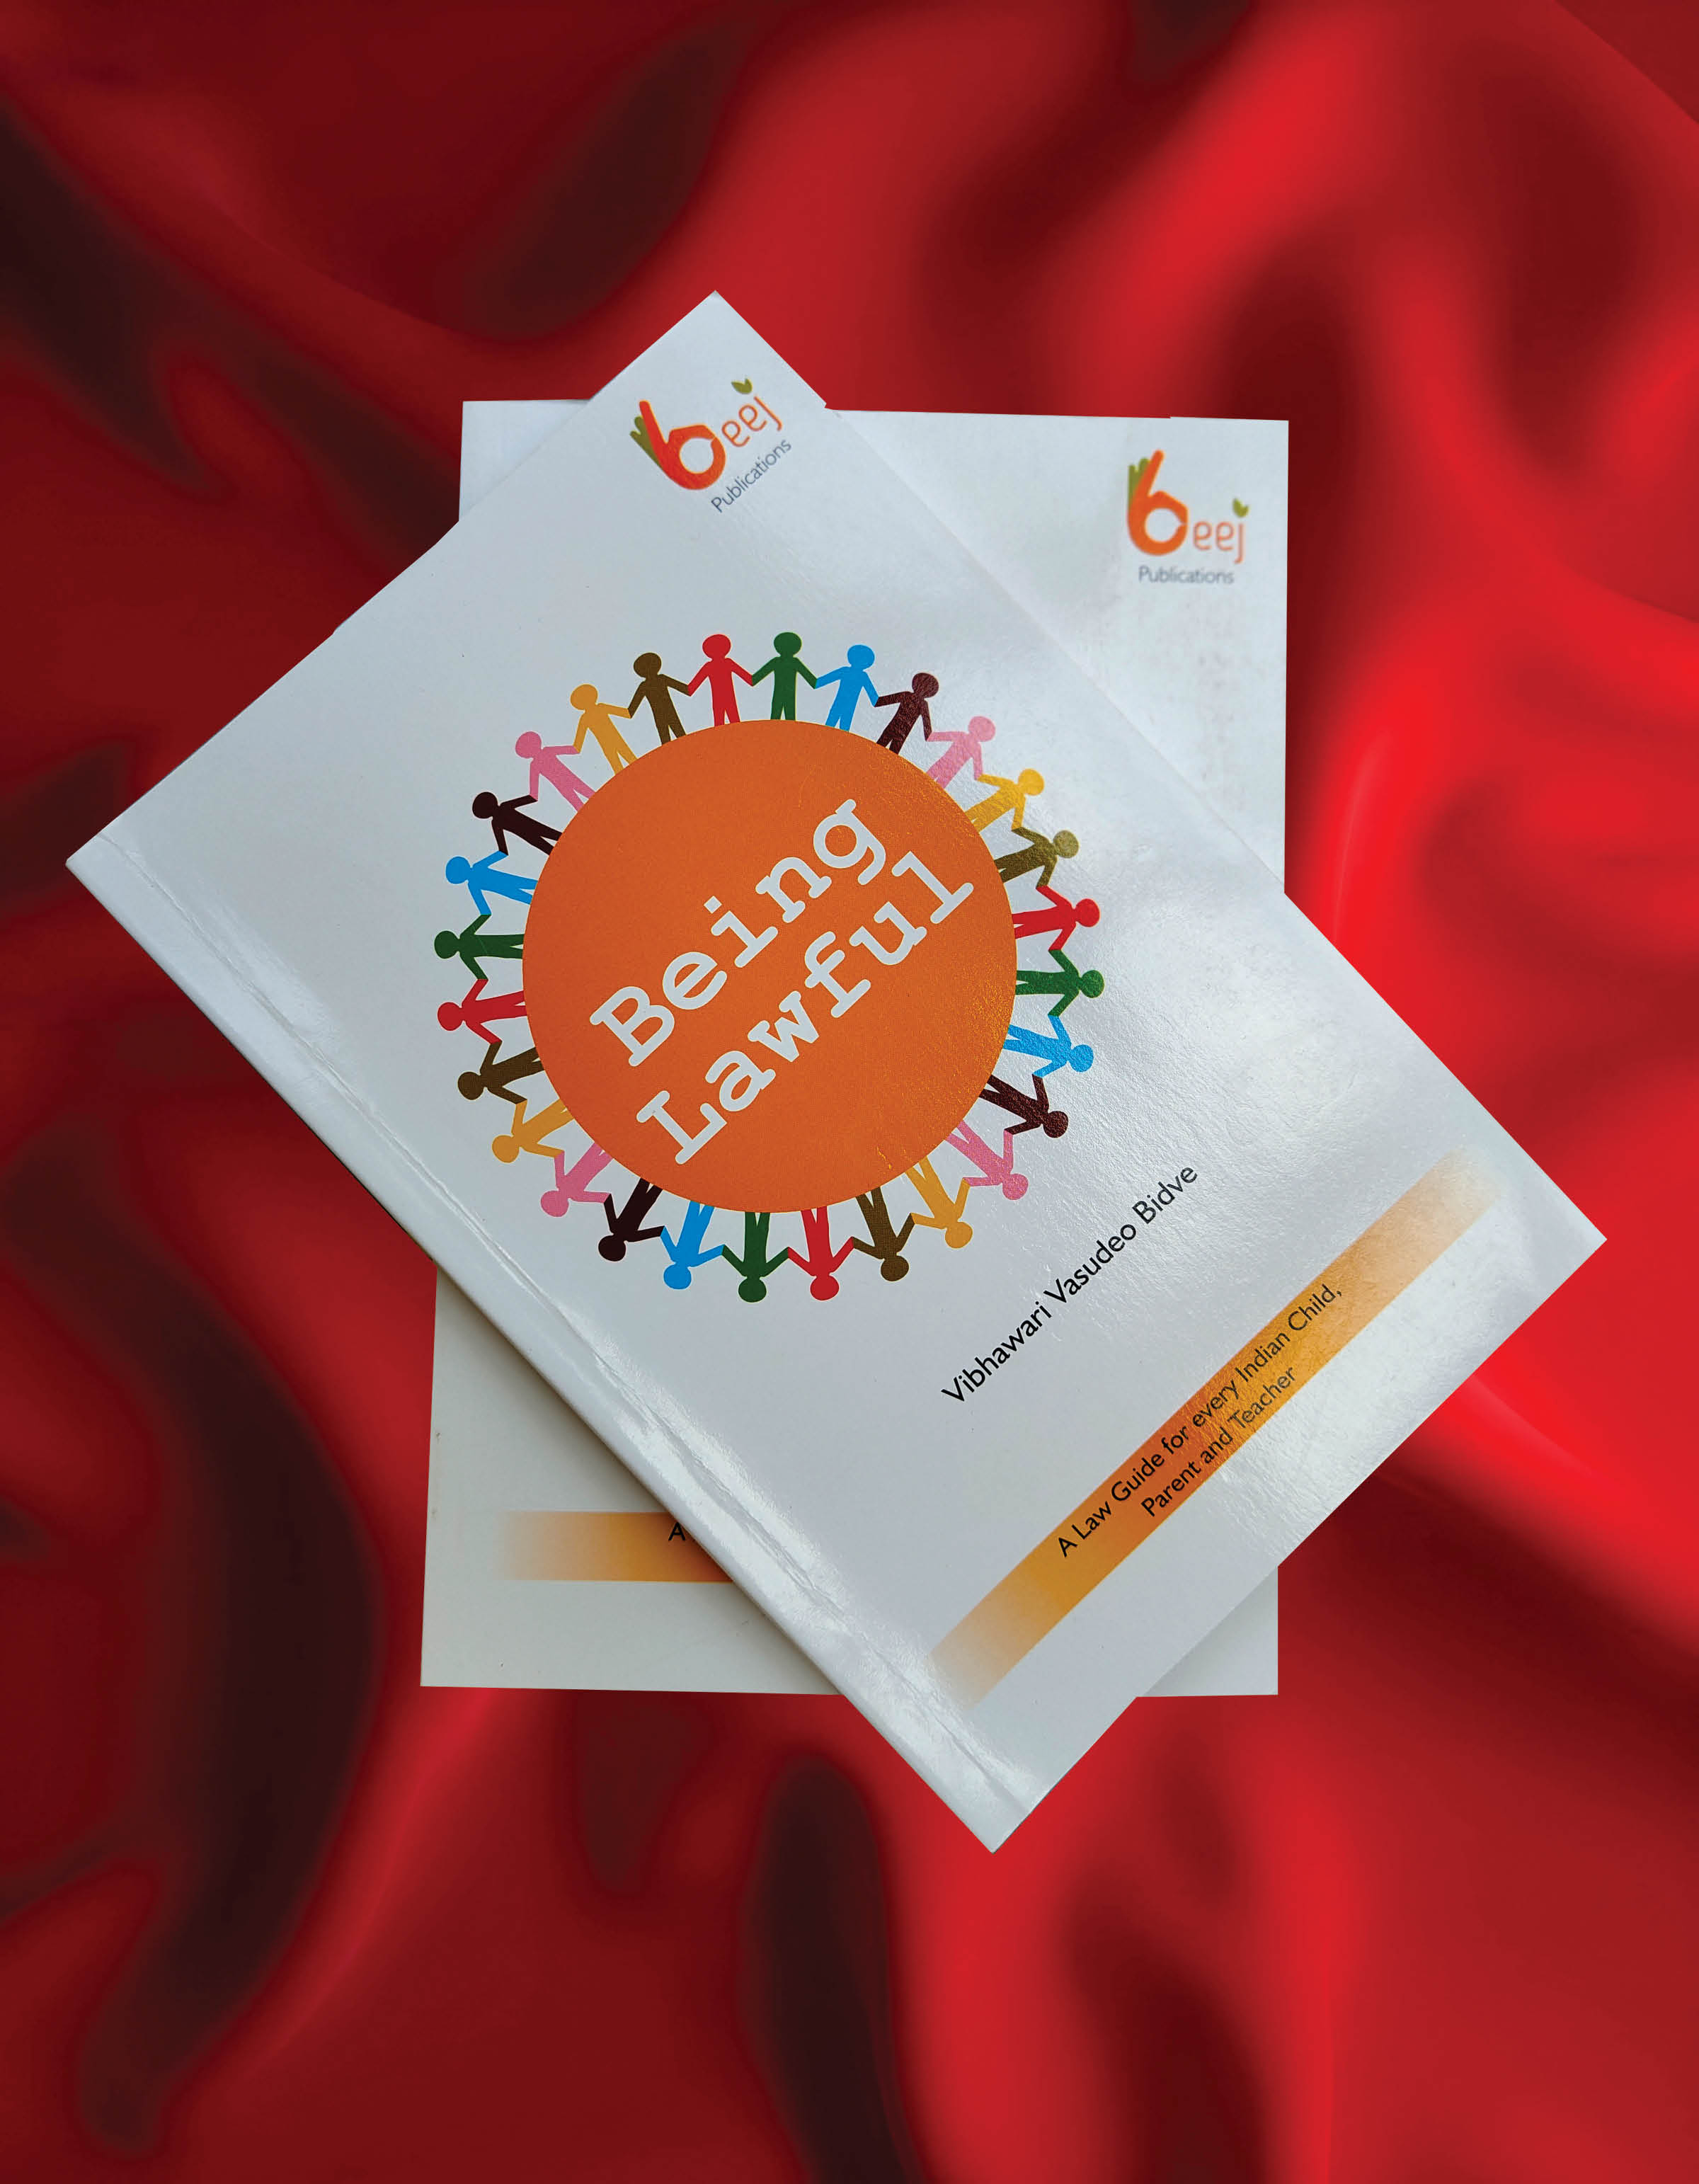 beej
Publications
beej
Publications
Being
Lawful
Vibhawari Vasudeo Bidve
A Law Guide for every Indian Child,
Parent and Teacher
A